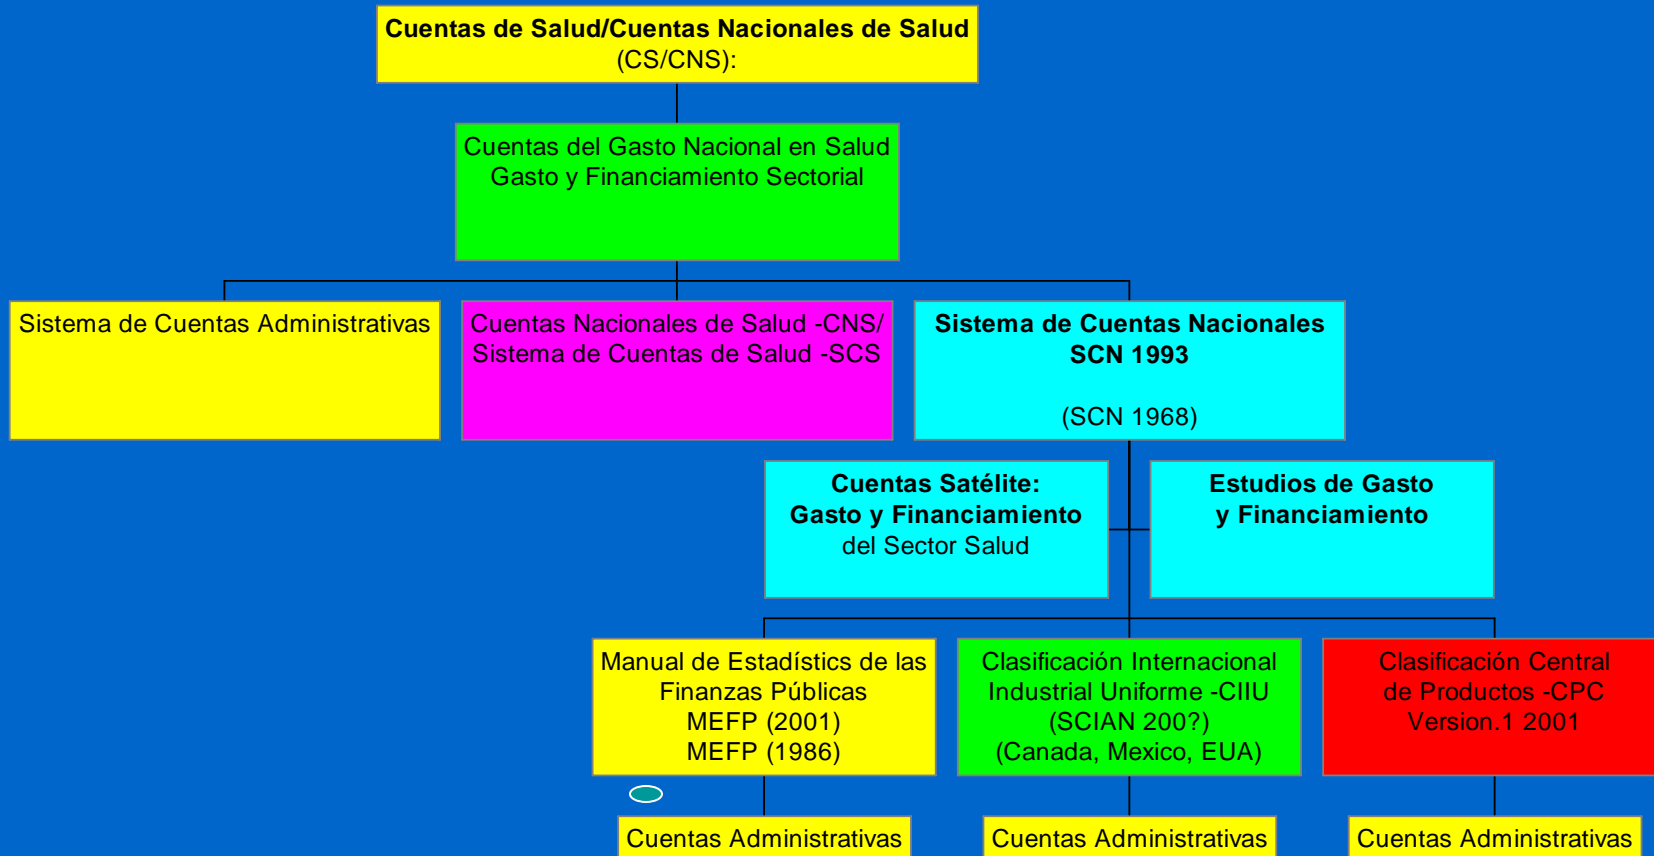 Cuentas de Salud/Cuentas Nacionales de Salud
(CS/CNS):
Cuentas del Gasto Nacional en Salud
Gasto y Financiamiento Sectorial
Sistema de Cuentas Administrativas
Cuentas Nacionales de Salud -CNS/
Sistema de Cuentas de Salud -SCS
Sistema de Cuentas Nacionales
SCN 1993
(SCN 1968)
Cuentas Satélite:
Gasto y Financiamiento
del Sector Salud
Estudios de Gasto
y Financiamiento
Manual de Estadístics de las
Finanzas Públicas
MEFP (2001)
MEFP (1986)
Clasificación Internacional
Industrial Uniforme -CIIU
(SCIAN 200?)
(Canada, Mexico, EUA)
Clasificación Central
de Productos -CPC
Version.1 2001
Cuentas Administrativas
Cuentas Administrativas
Cuentas Administrativas